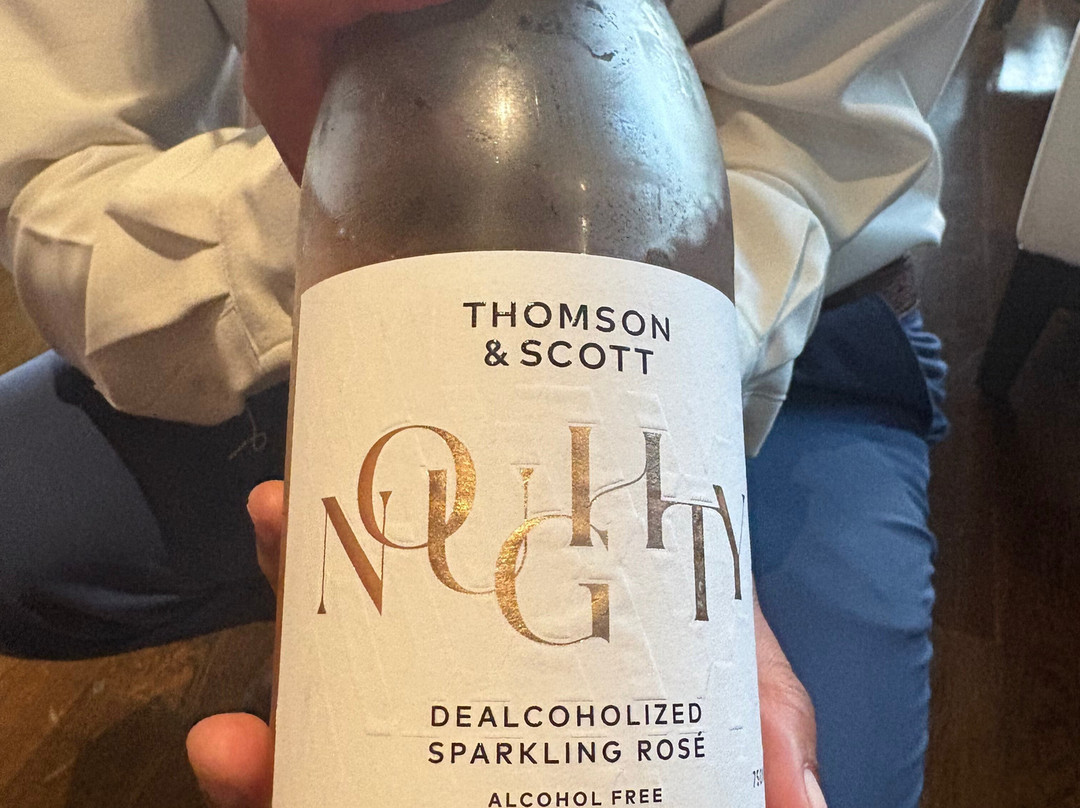 THOMSON
& SCOTT
NOUGHTY
DEALCOHOLIZED
SPARKLING ROSÉ
ALCOHOL FREE